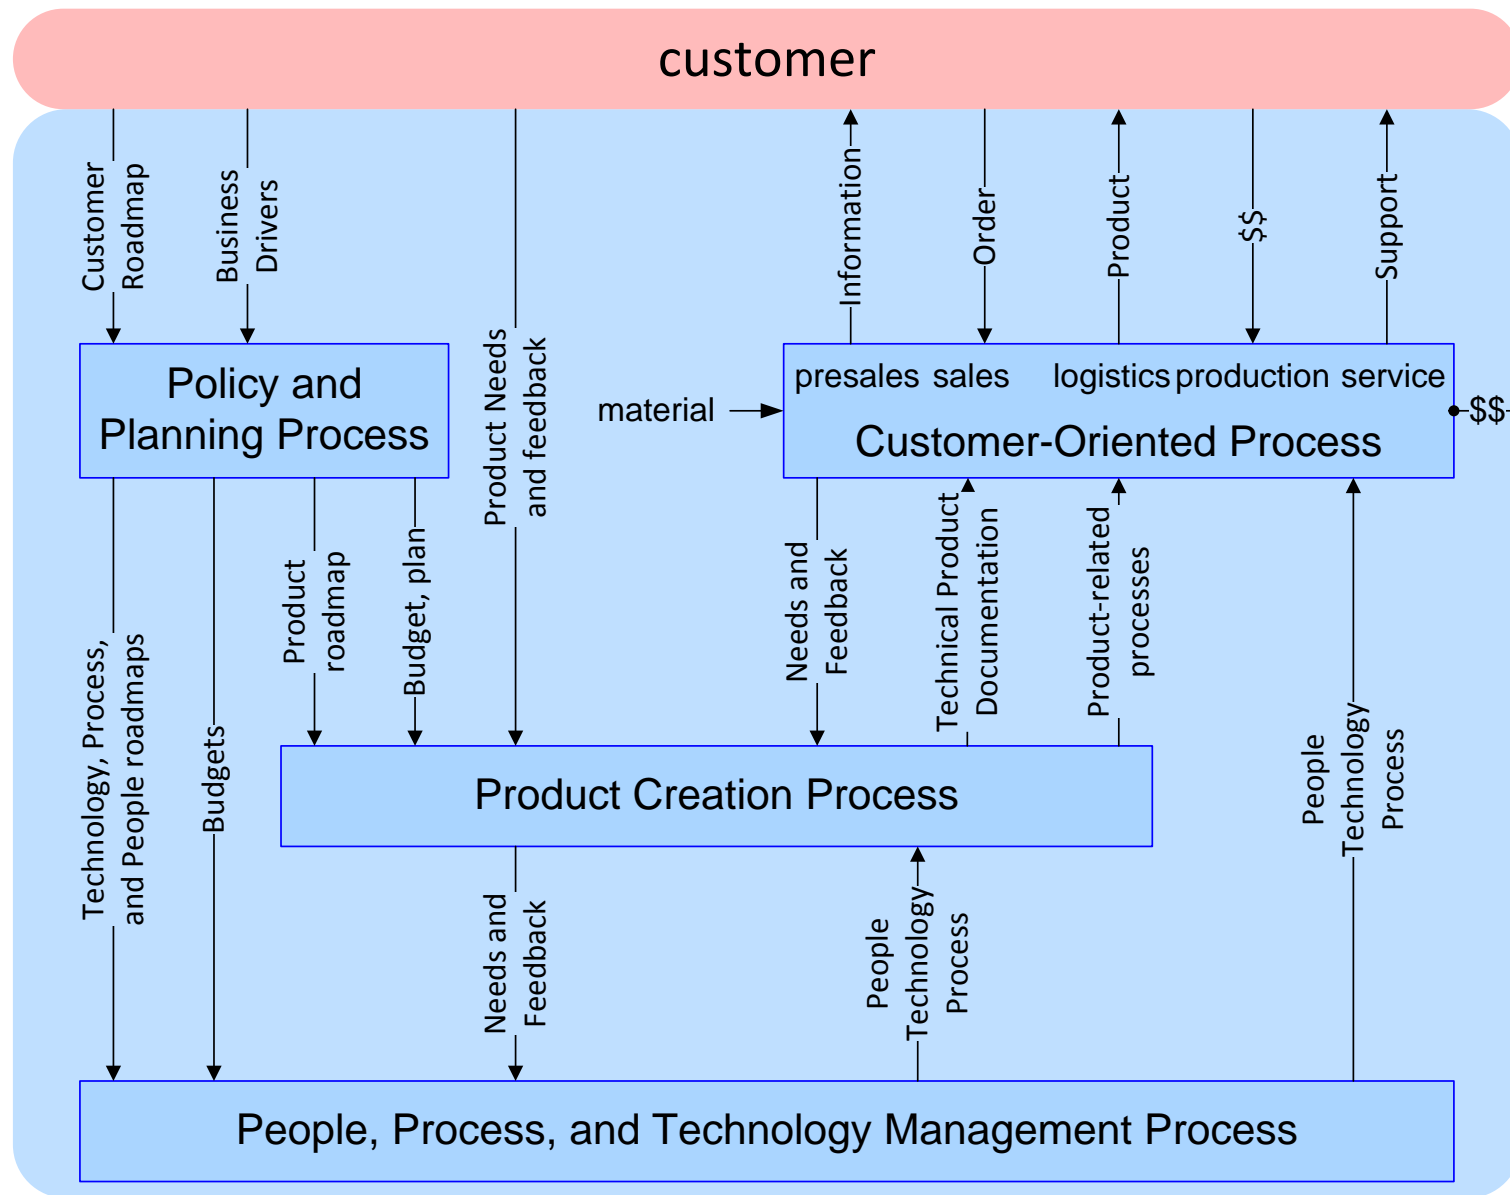 customer
Customer
Roadmap
Business
Drivers
Product Needs
and feedback
Information
Order
Product
$$
Support
Policy and
Planning Process
material
presales sales logistics production service
Customer-Oriented Process
$$
Technology, Process,
and People roadmaps
Budgets
Product
roadmap
Budget, plan
Needs and
Feedback
Technical Product
Documentation
Product-related
processes
People
Technology
Process
Product Creation Process
Needs and
Feedback
People
Technology
Process
People, Process, and Technology Management Process